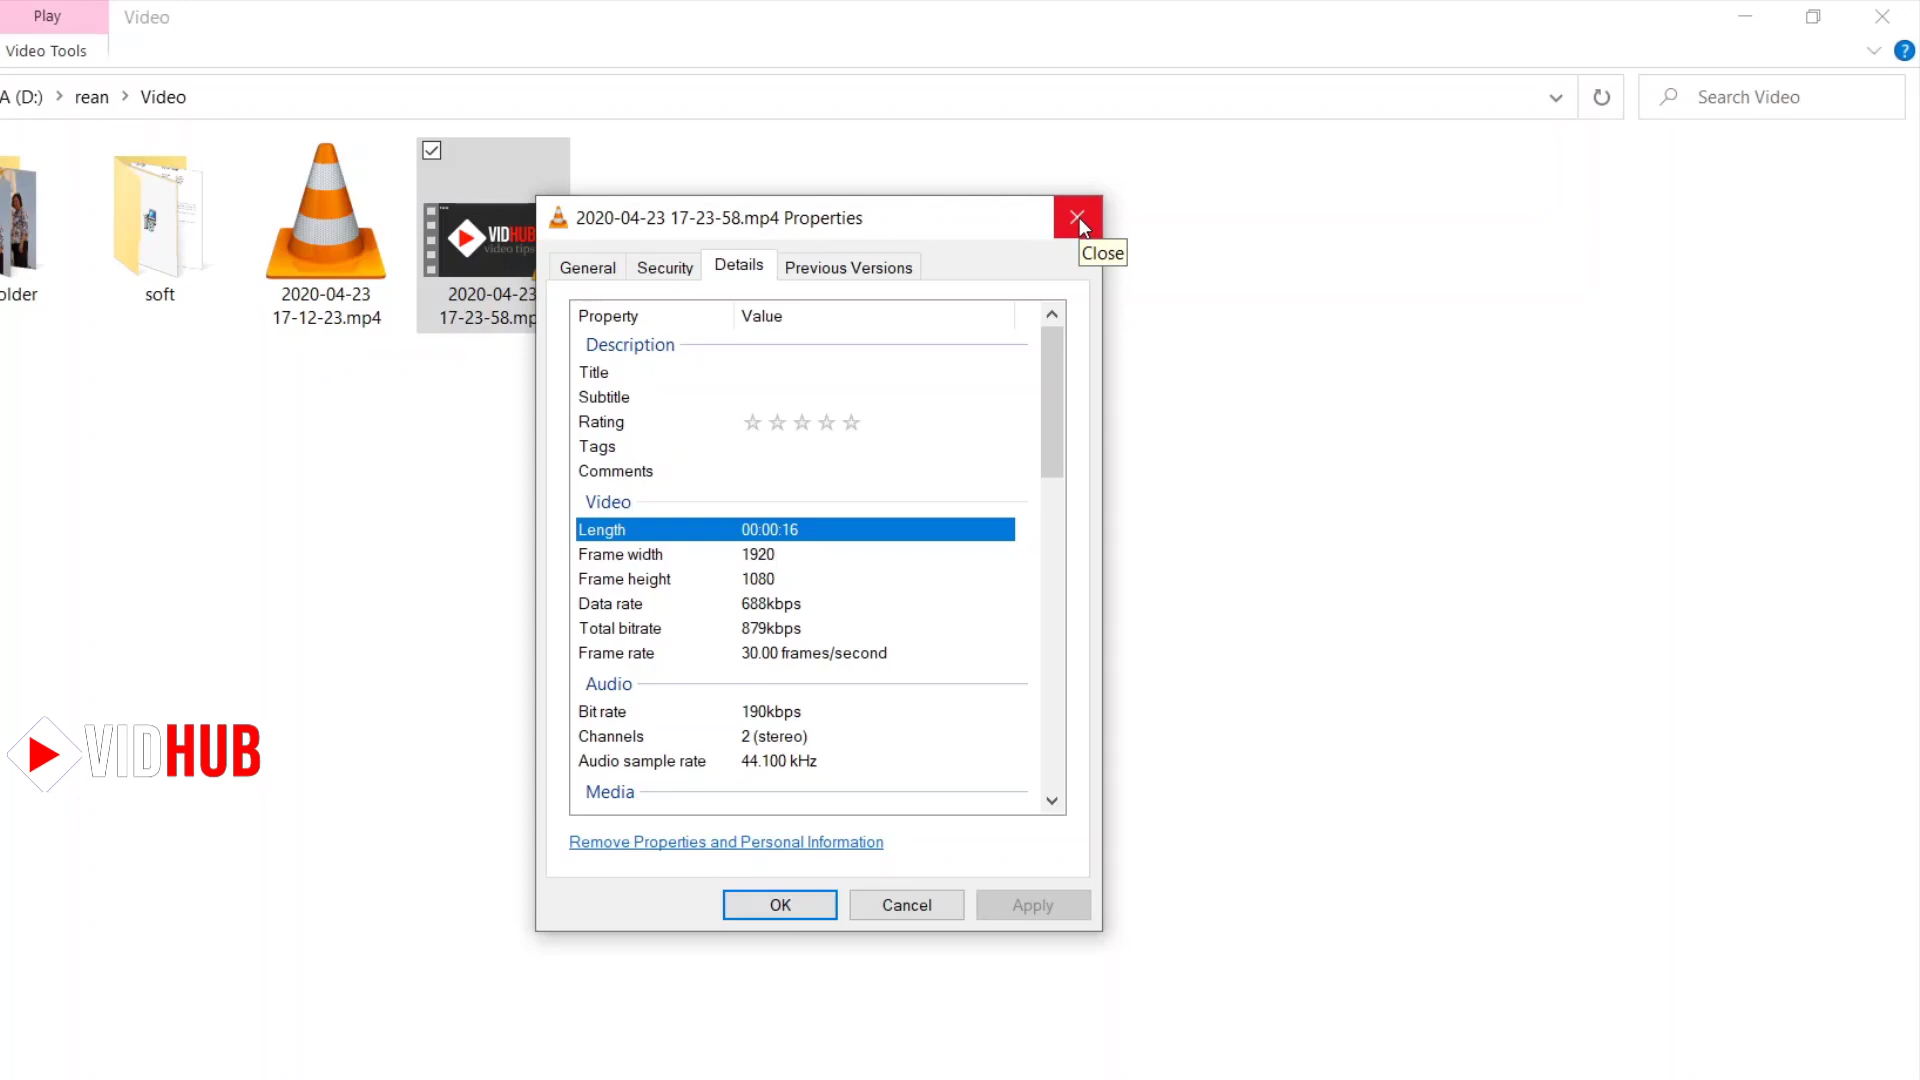 Play
Video
Video Tools
?
A (D:) > rean > Video
Search Video
older
soft
2020-04-23
17-12-23.mp4
VIDHUB
video tips
2020-04-23
17-23-58.mp
2020-04-23 17-23-58.mp4 Properties
Close
General
Security
Details
Previous Versions
Property Value
Description
Title
Subtitle
Rating
Tags
Comments
Video
Length 00:00:16
Frame width 1920
Frame height 1080
Data rate 688kbps
Total bitrate 879kbps
Frame rate 30.00 frames/second
Audio
Bit rate 190kbps
Channels 2 (stereo)
Audio sample rate 44.100 kHz
Media
Remove Properties and Personal Information
OK
Cancel
Apply
VIDHUB